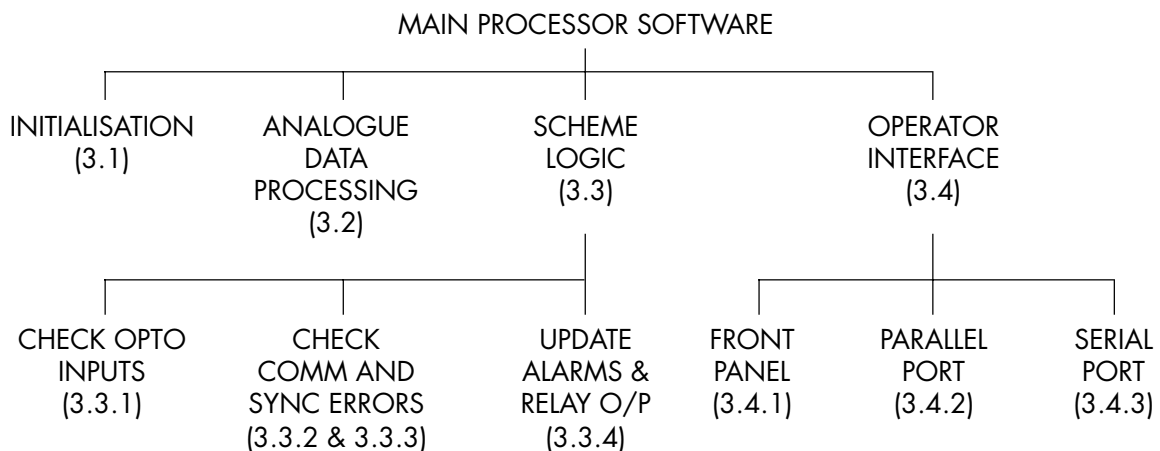 MAIN PROCESSOR SOFTWARE
INITIALISATION
(3.1)
ANALOGUE
DATA
PROCESSING
(3.2)
SCHEME
LOGIC
(3.3)
OPERATOR
INTERFACE
(3.4)
CHECK OPTO
INPUTS
(3.3.1)
CHECK
COMM AND
SYNC ERRORS
(3.3.2 & 3.3.3)
UPDATE
ALARMS &
RELAY O/P
(3.3.4)
FRONT
PANEL
(3.4.1)
PARALLEL
PORT
(3.4.2)
SERIAL
PORT
(3.4.3)